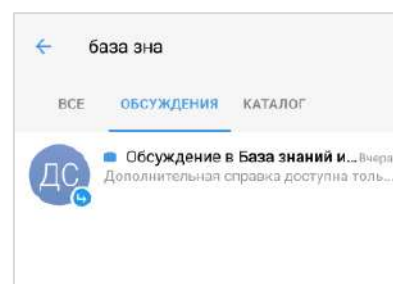 база зна
ВСЕ ОБСУЖДЕНИЯ КАТАЛОГ
Обсуждение в База знаний и... Вчера
ДС
Дополнительная справка доступна толь...